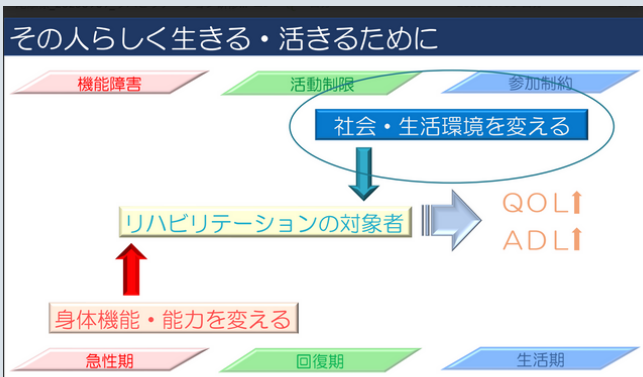 その人らしく生きる・活きるために
機能障害
活動制限
参加制約
社会・生活環境を変える
リハビリテーションの対象者
QOL⬆
ADL⬆
身体機能・能力を変える
急性期
回復期
生活期